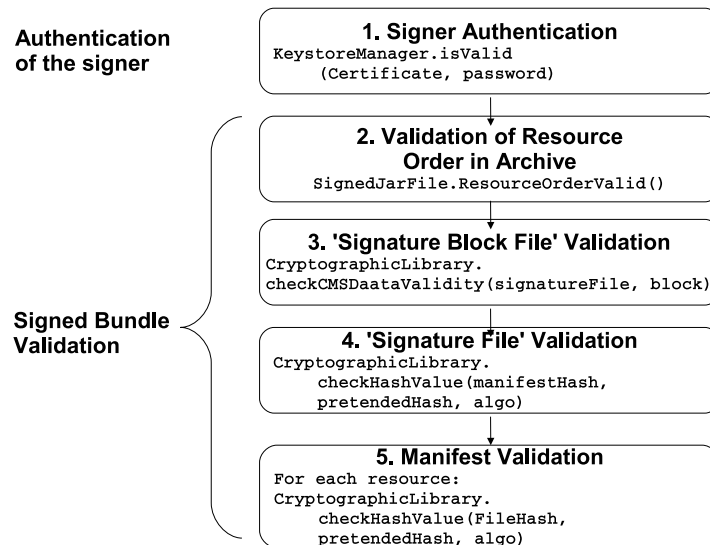 Authentication
of the signer
1. Signer Authentication
KeystoreManager.isValid
(Certificate, password)
2. Validation of Resource
Order in Archive
SignedJarFile.ResourceOrderValid()
3. 'Signature Block File' Validation
CryptographicLibrary.
checkCMSDaataValidity(signatureFile, block)
Signed Bundle
Validation
4. 'Signature File' Validation
CryptographicLibrary.
checkHashValue(manifestHash,
pretendedHash, algo)
5. Manifest Validation
For each resource:
CryptographicLibrary.
checkHashValue(FileHash,
pretendedHash, algo)